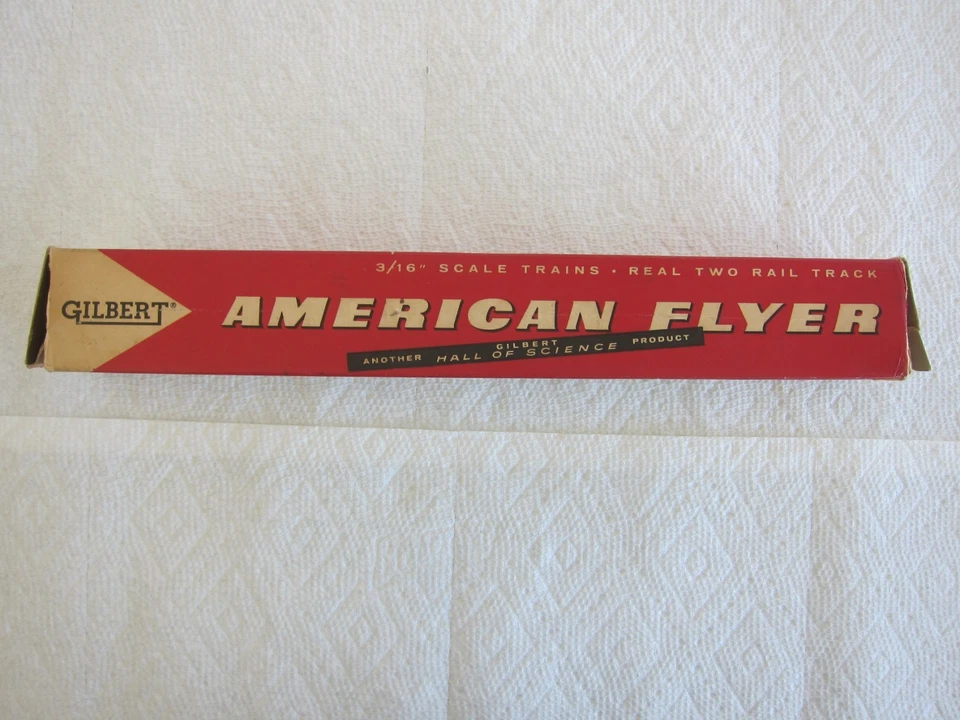 3/16" SCALE TRAINS • REAL TWO RAIL TRACK
GILBERT®
AMERICAN FLYER
ANOTHER GILBERT HALL OF SCIENCE PRODUCT